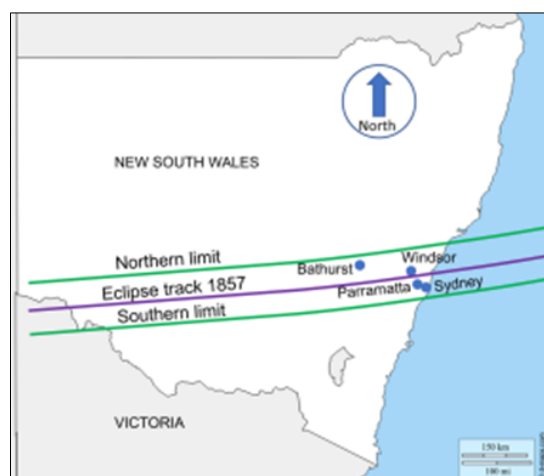 North
NEW SOUTH WALES
Northern limit
Windsor
Bathurst
Eclipse track 1857
Parramatta
Sydney
Southern limit
VICTORIA
150 km
100 mi